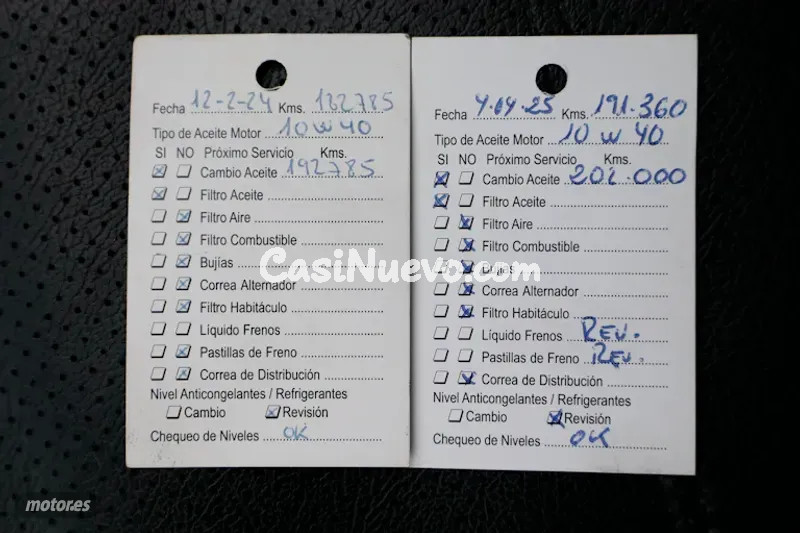 Fecha 12-2-24 Kms. 182785
Tipo de Aceite Motor 10 W 40
SI NO Próximo Servicio Kms.
Cambio Aceite 192785
Filtro Aceite
Filtro Aire
Filtro Combustible
Bujías
Correa Alternador
Filtro Habitáculo
Líquido Frenos
Pastillas de Freno
Correa de Distribución
Nivel Anticongelantes / Refrigerantes
Cambio Revisión
Chequeo de Niveles OK
Fecha 4.04.25 Kms. 191.360
Tipo de Aceite Motor 10 W 40
SI NO Próximo Servicio Kms.
Cambio Aceite 202.000
Filtro Aceite
Filtro Aire
Filtro Combustible
Bujías
Correa Alternador
Filtro Habitáculo
Líquido Frenos REV.
Pastillas de Freno REV.
Correa de Distribución
Nivel Anticongelantes / Refrigerantes
Cambio Revisión
Chequeo de Niveles OK
CasiNuevo.com
motor.es